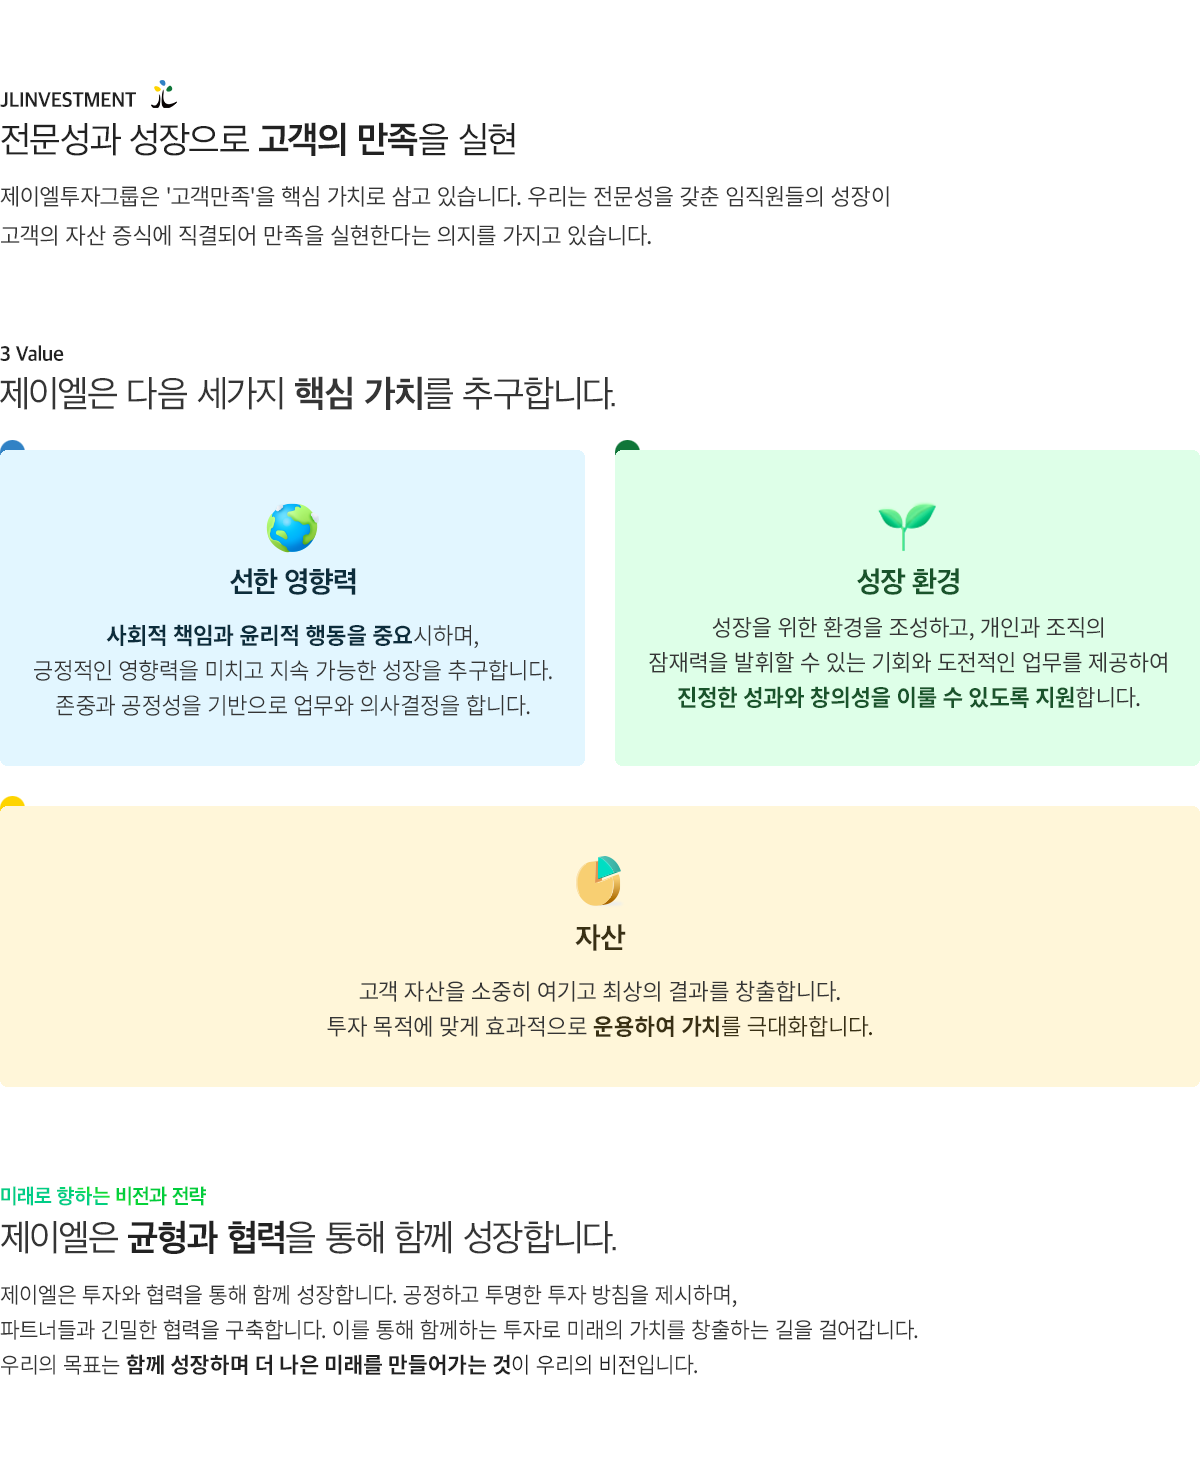 JLINVESTMENT
전문성과 성장으로 고객의 만족을 실현
제이엘투자그룹은 '고객만족'을 핵심 가치로 삼고 있습니다. 우리는 전문성을 갖춘 임직원들의 성장이
고객의 자산 증식에 직결되어 만족을 실현한다는 의지를 가지고 있습니다.
3 Value
제이엘은 다음 세가지 핵심 가치를 추구합니다.
선한 영향력
사회적 책임과 윤리적 행동을 중요시하며,
긍정적인 영향력을 미치고 지속 가능한 성장을 추구합니다.
존중과 공정성을 기반으로 업무와 의사결정을 합니다.
성장 환경
성장을 위한 환경을 조성하고, 개인과 조직의
잠재력을 발휘할 수 있는 기회와 도전적인 업무를 제공하여
진정한 성과와 창의성을 이룰 수 있도록 지원합니다.
자산
고객 자산을 소중히 여기고 최상의 결과를 창출합니다.
투자 목적에 맞게 효과적으로 운용하여 가치를 극대화합니다.
미래로 향하는 비전과 전략
제이엘은 균형과 협력을 통해 함께 성장합니다.
제이엘은 투자와 협력을 통해 함께 성장합니다. 공정하고 투명한 투자 방침을 제시하며,
파트너들과 긴밀한 협력을 구축합니다. 이를 통해 함께하는 투자로 미래의 가치를 창출하는 길을 걸어갑니다.
우리의 목표는 함께 성장하며 더 나은 미래를 만들어가는 것이 우리의 비전입니다.